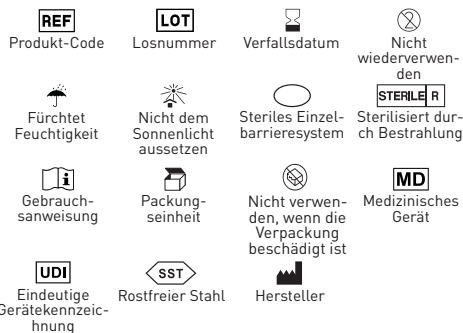 REF
LOT
2
Produkt-Code
Losnummer
Verfallsdatum
Nicht
wiederverwen-
den
STERILE R
Fürchtet
Feuchtigkeit
Nicht dem
Sonnenlicht
aussetzen
Steriles Einzel-
barrieresystem
Sterilisiert dur-
ch Bestrahlung
i
Gebrauch-
sanweisung
Packung-
seinheit
Nicht verwen-
den, wenn die
Verpackung
beschädigt ist
MD
Medizinisches
Gerät
UDI
Eindeutige
Gerätekennzeic-
hnung
SST
Rostfreier Stahl
Hersteller